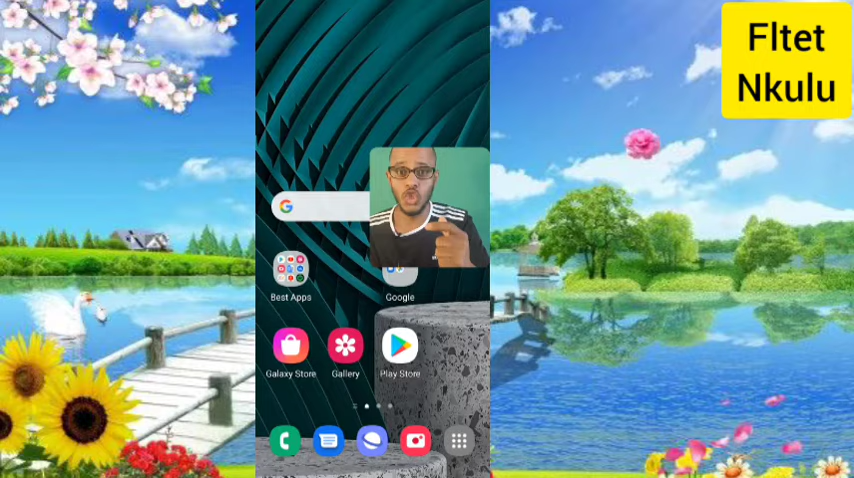 Fltet
Nkulu
Best Apps
Google
Galaxy Store
Gallery
Play Store